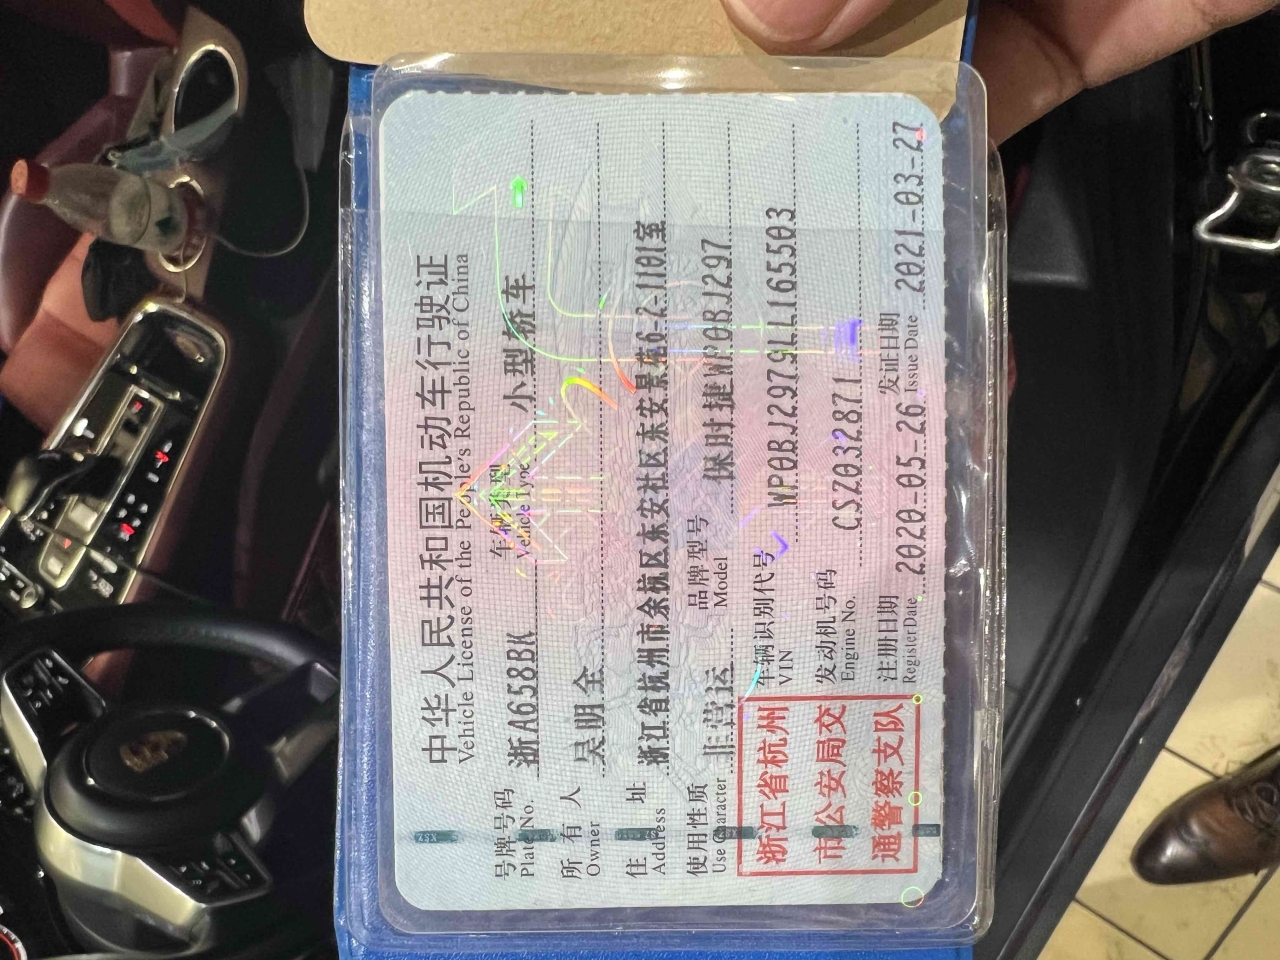 中华人民共和国机动车行驶证
Vehicle License of the People's Republic of China
号牌号码 浙A658BK 车辆类型 小型轿车
Plate No. Vehicle Type
所有人 吴明全
Owner
住址 浙江省杭州市余杭区东安社区东安景苑6-2-1101室
Address
使用性质 非营运 品牌型号 保时捷WP0BJ297
Use Character Model
车辆识别代号 WP0BJ2979LL165503
VIN
发动机号码 CSZ032871
Engine No.
注册日期 2020-05-26 发证日期 2021-03-27
Register Date Issue Date
浙江省杭州
市公安局交
通警察支队